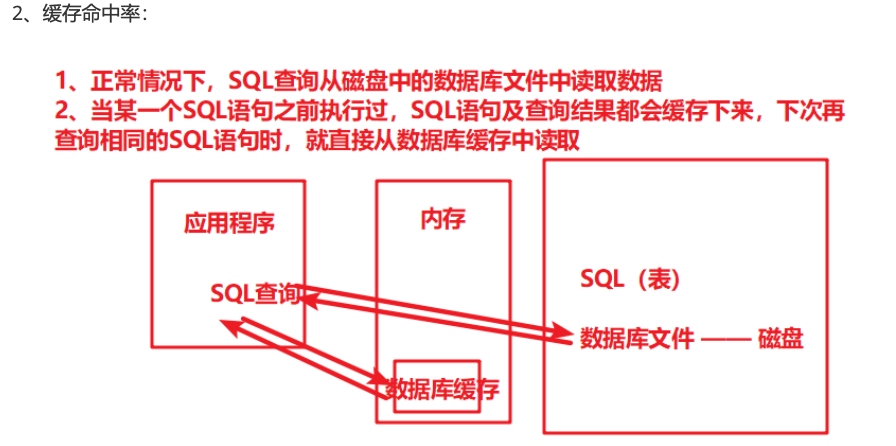 2、缓存命中率：
1、正常情况下，SQL查询从磁盘中的数据库文件中读取数据
2、当某一个SQL语句之前执行过，SQL语句及查询结果都会缓存下来，下次再
查询相同的SQL语句时，就直接从数据库缓存中读取
应用程序
内存
SQL（表）
SQL查询
数据库文件 —— 磁盘
数据库缓存